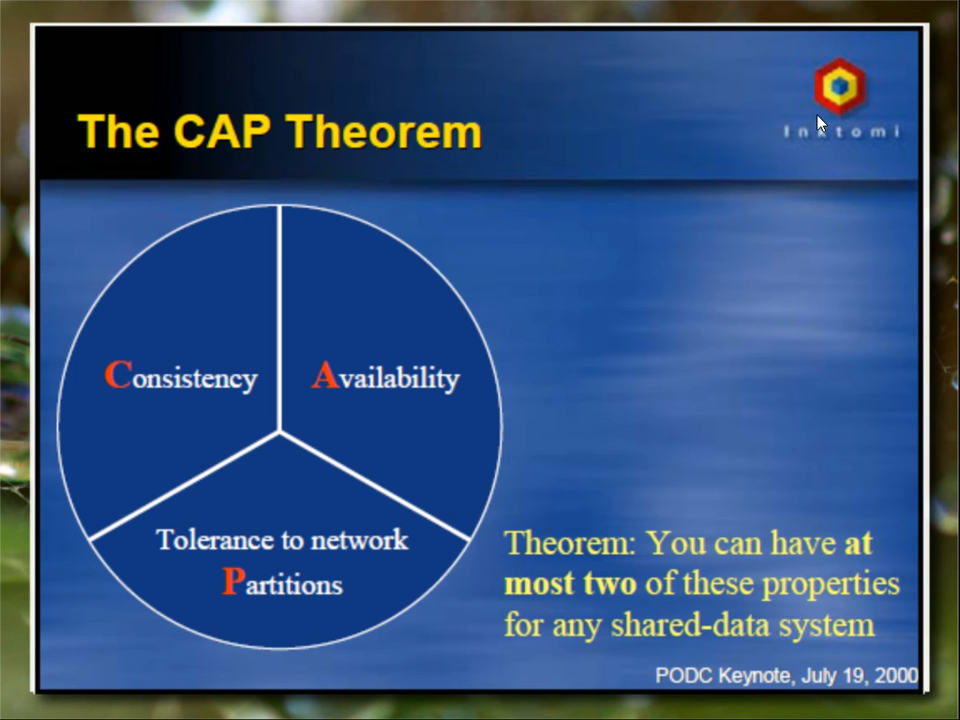 The CAP Theorem
Inktomi
Consistency
Availability
Tolerance to network
Partitions
Theorem: You can have at
most two of these properties
for any shared-data system
PODC Keynote, July 19, 2000